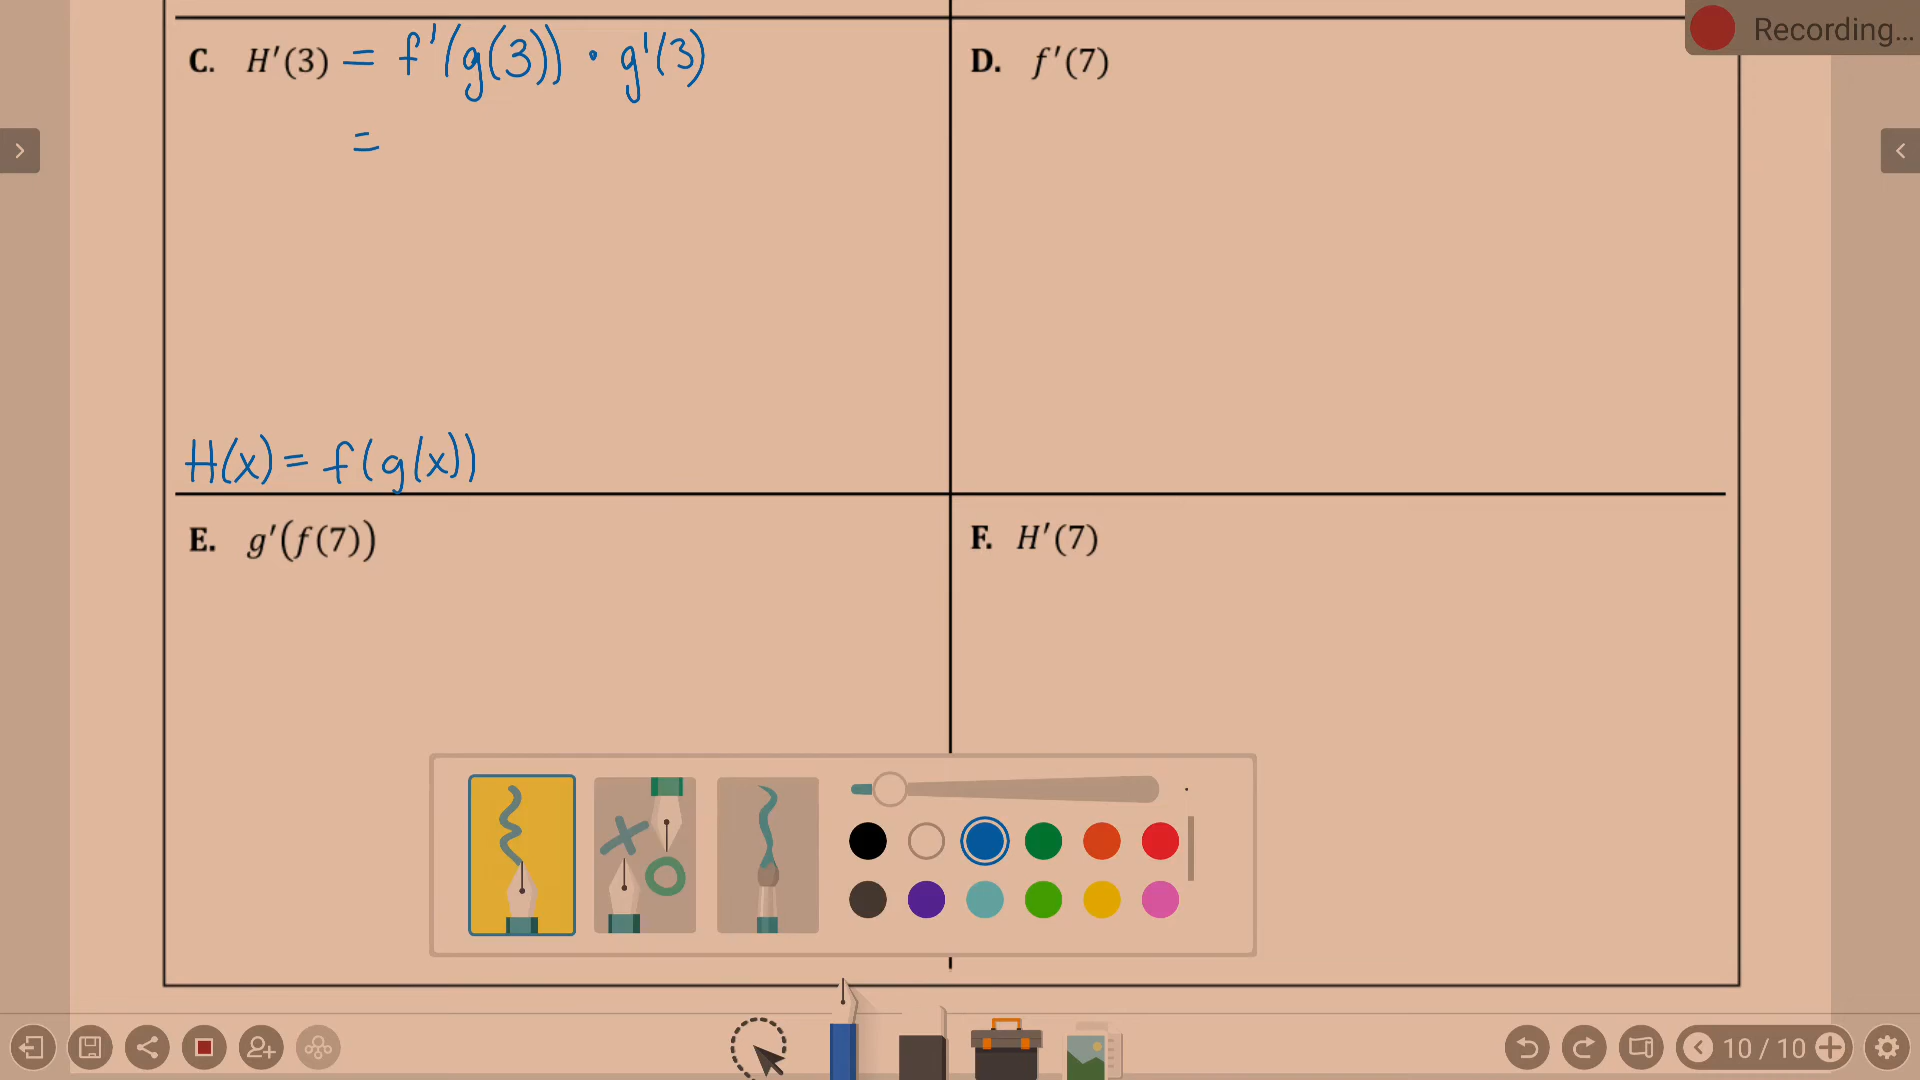 Recording...
C. H′(3) = f'(g(3)) · g'(3)
=
H(x) = f(g(x))
D. f′(7)
E. g′(f(7))
F. H′(7)
10 / 10